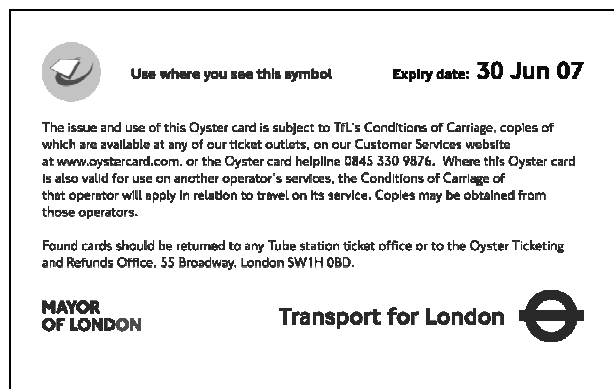 Use where you see this symbol
Expiry date: 30 Jun 07
The issue and use of this Oyster card is subject to TfL's Conditions of Carriage, copies of
which are available at any of our ticket outlets, on our Customer Services website
at www.oystercard.com. or the Oyster card helpline 0845 330 9876. Where this Oyster card
is also valid for use on another operator's services, the Conditions of Carriage of
that operator will apply in relation to travel on its service. Copies may be obtained from
those operators.
Found cards should be returned to any Tube station ticket office or to the Oyster Ticketing
and Refunds Office, 55 Broadway, London SW1H 0BD.
MAYOR
OF LONDON
Transport for London